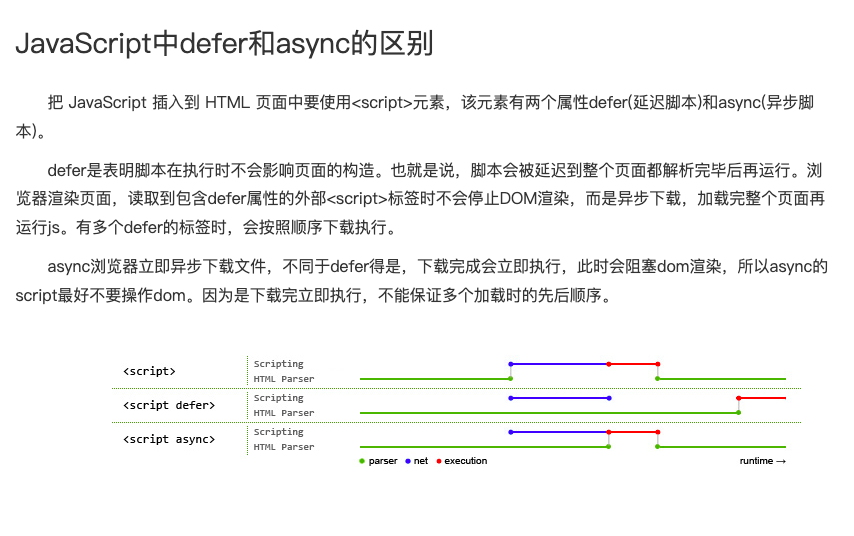 JavaScript中defer和async的区别
把 JavaScript 插入到 HTML 页面中要使用<script>元素，该元素有两个属性defer(延迟脚本)和async(异步脚
本)。
defer是表明脚本在执行时不会影响页面的构造。也就是说，脚本会被延迟到整个页面都解析完毕后再运行。浏
览器渲染页面，读取到包含defer属性的外部<script>标签时不会停止DOM渲染，而是异步下载，加载完整个页面再
运行js。有多个defer的标签时，会按照顺序下载执行。
async浏览器立即异步下载文件，不同于defer得是，下载完成会立即执行，此时会阻塞dom渲染，所以async的
script最好不要操作dom。因为是下载完立即执行，不能保证多个加载时的先后顺序。
<script>
Scripting
HTML Parser
<script defer>
Scripting
HTML Parser
<script async>
Scripting
HTML Parser
parser net execution runtime →